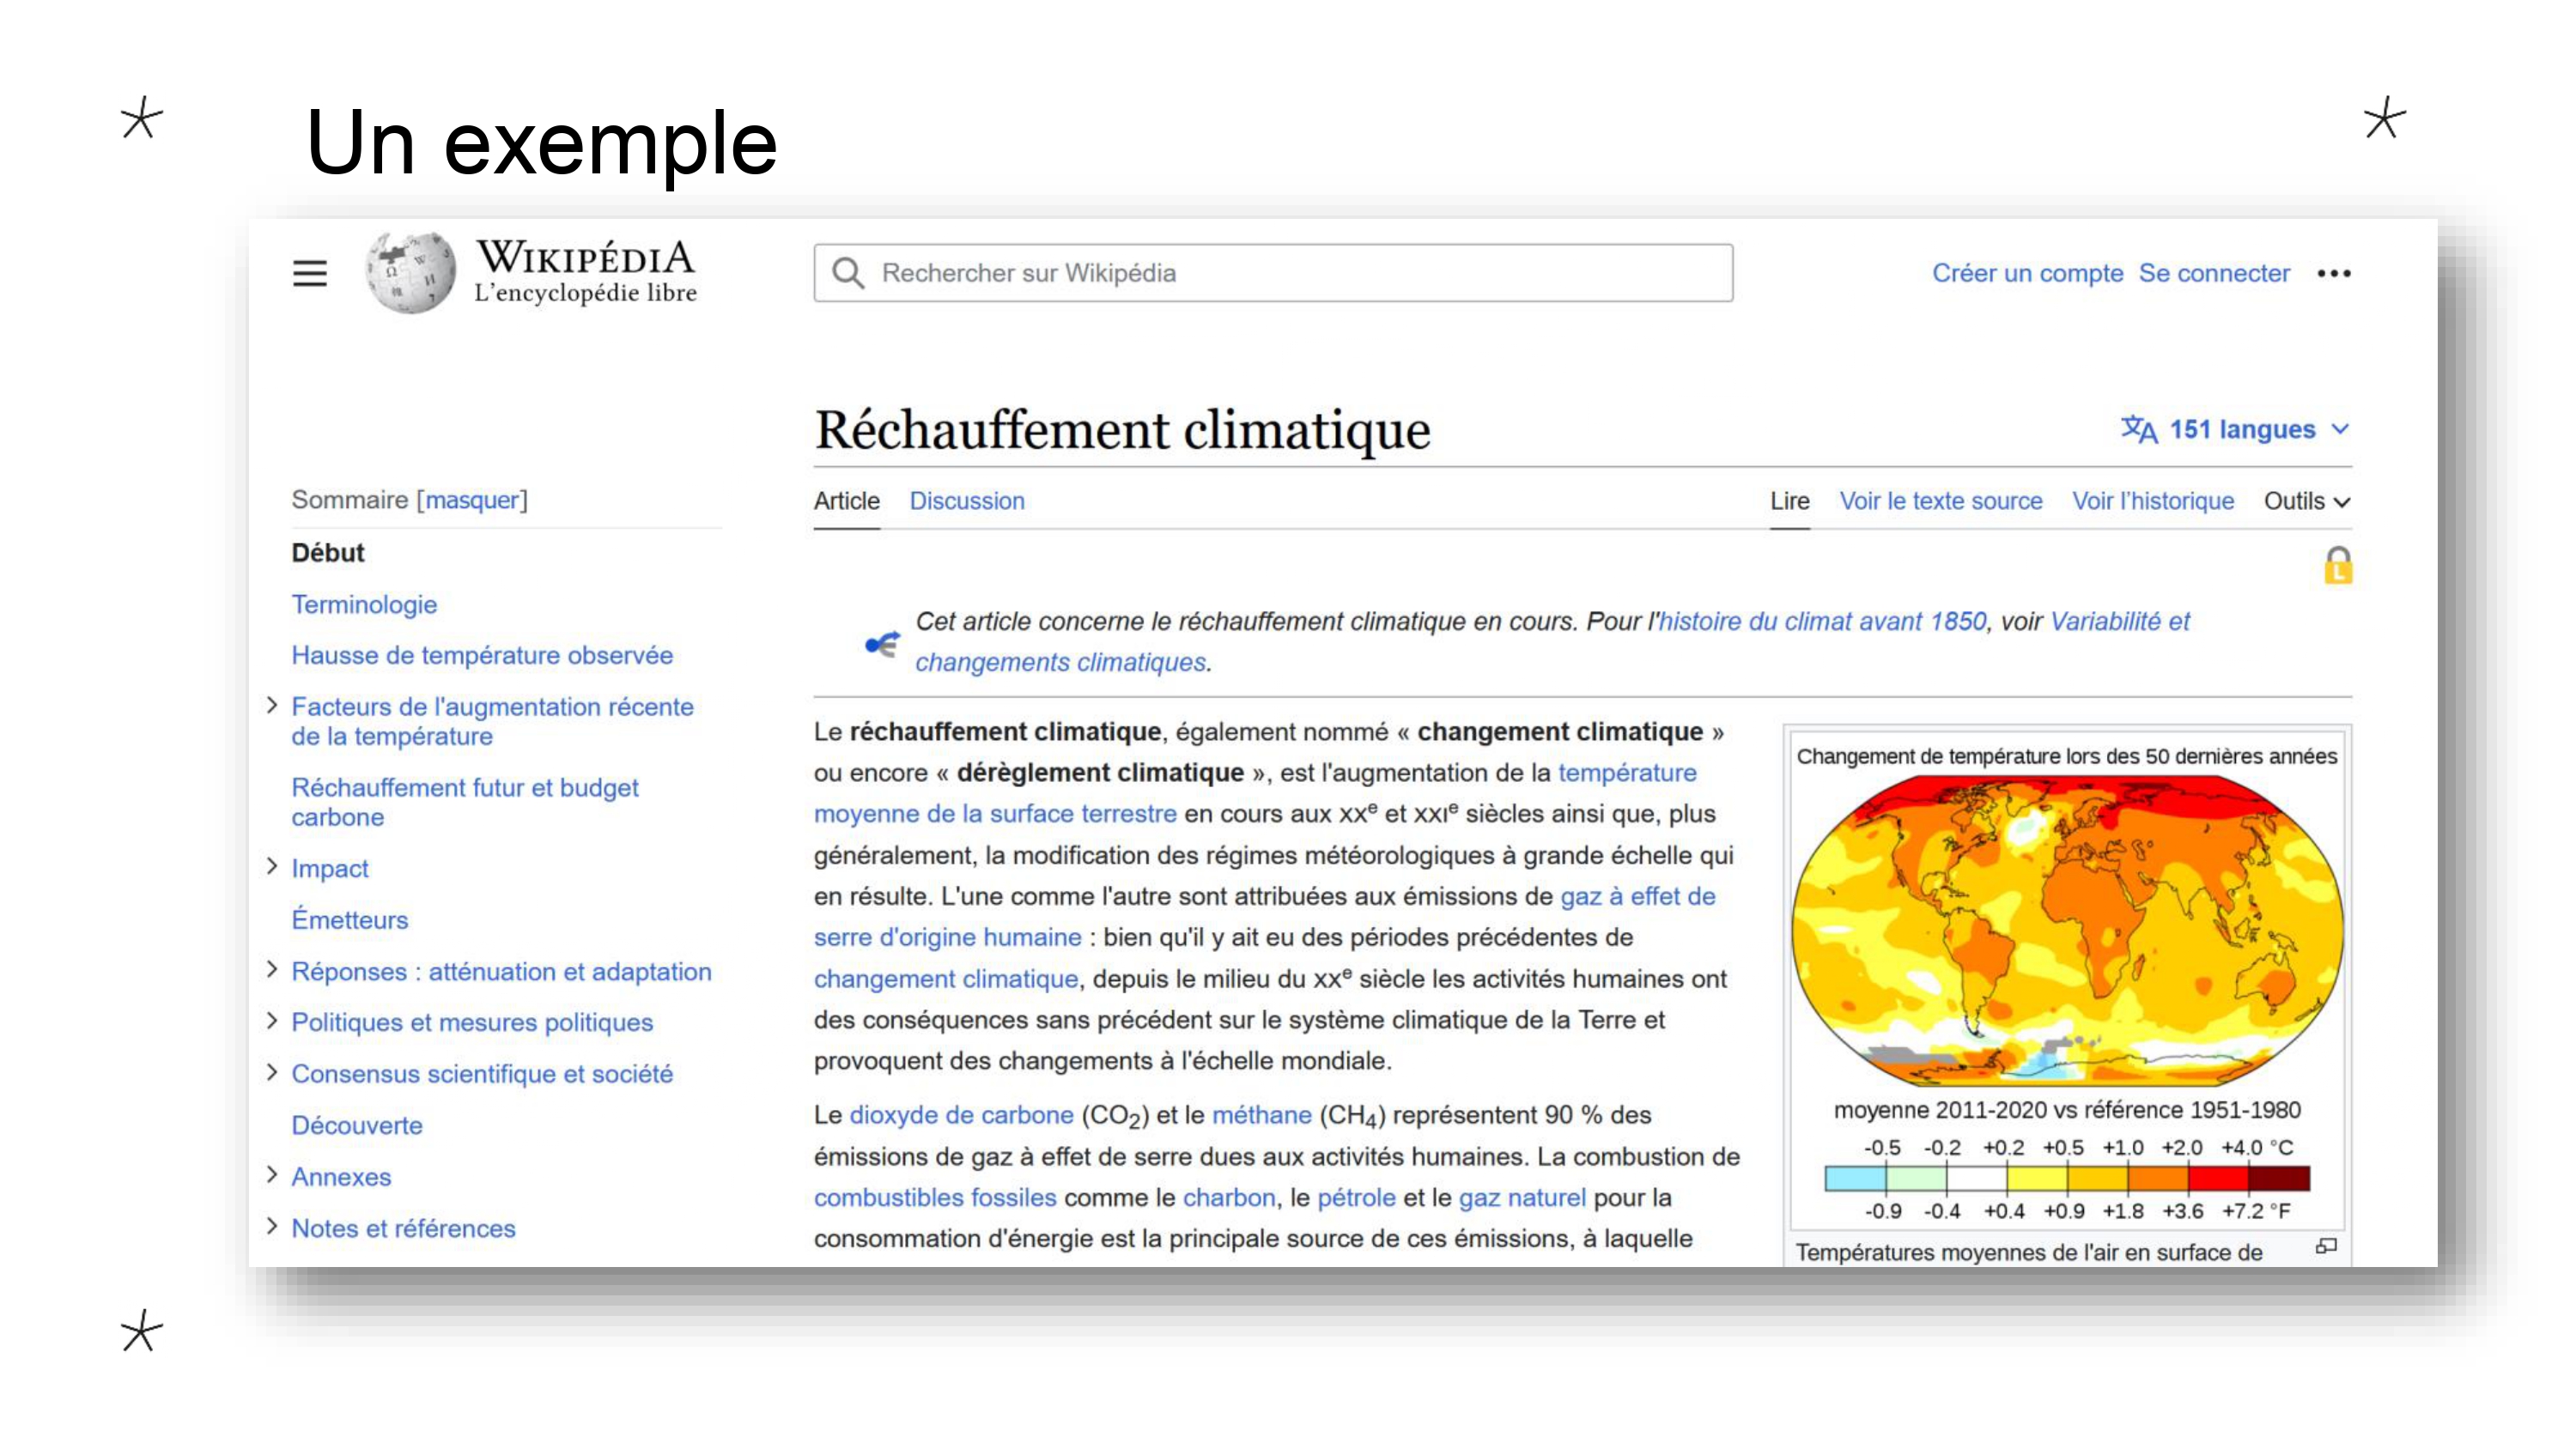 Un exemple
WIKIPÉDIA
L'encyclopédie libre
Rechercher sur Wikipédia
Créer un compte Se connecter
Réchauffement climatique
151 langues
Sommaire [masquer]
Début
Terminologie
Hausse de température observée
Facteurs de l'augmentation récente
de la température
Réchauffement futur et budget
carbone
Impact
Émetteurs
Réponses : atténuation et adaptation
Politiques et mesures politiques
Consensus scientifique et société
Découverte
Annexes
Notes et références
Article Discussion
Lire Voir le texte source Voir l'historique Outils
L
Cet article concerne le réchauffement climatique en cours. Pour l'histoire du climat avant 1850, voir Variabilité et
changements climatiques.
Le réchauffement climatique, également nommé « changement climatique »
ou encore « dérèglement climatique », est l'augmentation de la température
moyenne de la surface terrestre en cours aux XXe et XXIe siècles ainsi que, plus
généralement, la modification des régimes météorologiques à grande échelle qui
en résulte. L'une comme l'autre sont attribuées aux émissions de gaz à effet de
serre d'origine humaine : bien qu'il y ait eu des périodes précédentes de
changement climatique, depuis le milieu du XXe siècle les activités humaines ont
des conséquences sans précédent sur le système climatique de la Terre et
provoquent des changements à l'échelle mondiale.
Le dioxyde de carbone (CO2) et le méthane (CH4) représentent 90 % des
émissions de gaz à effet de serre dues aux activités humaines. La combustion de
combustibles fossiles comme le charbon, le pétrole et le gaz naturel pour la
consommation d'énergie est la principale source de ces émissions, à laquelle
Changement de température lors des 50 dernières années
moyenne 2011-2020 vs référence 1951-1980
-0.5 -0.2 +0.2 +0.5 +1.0 +2.0 +4.0 °C
-0.9 -0.4 +0.4 +0.9 +1.8 +3.6 +7.2 °F
Températures moyennes de l'air en surface de